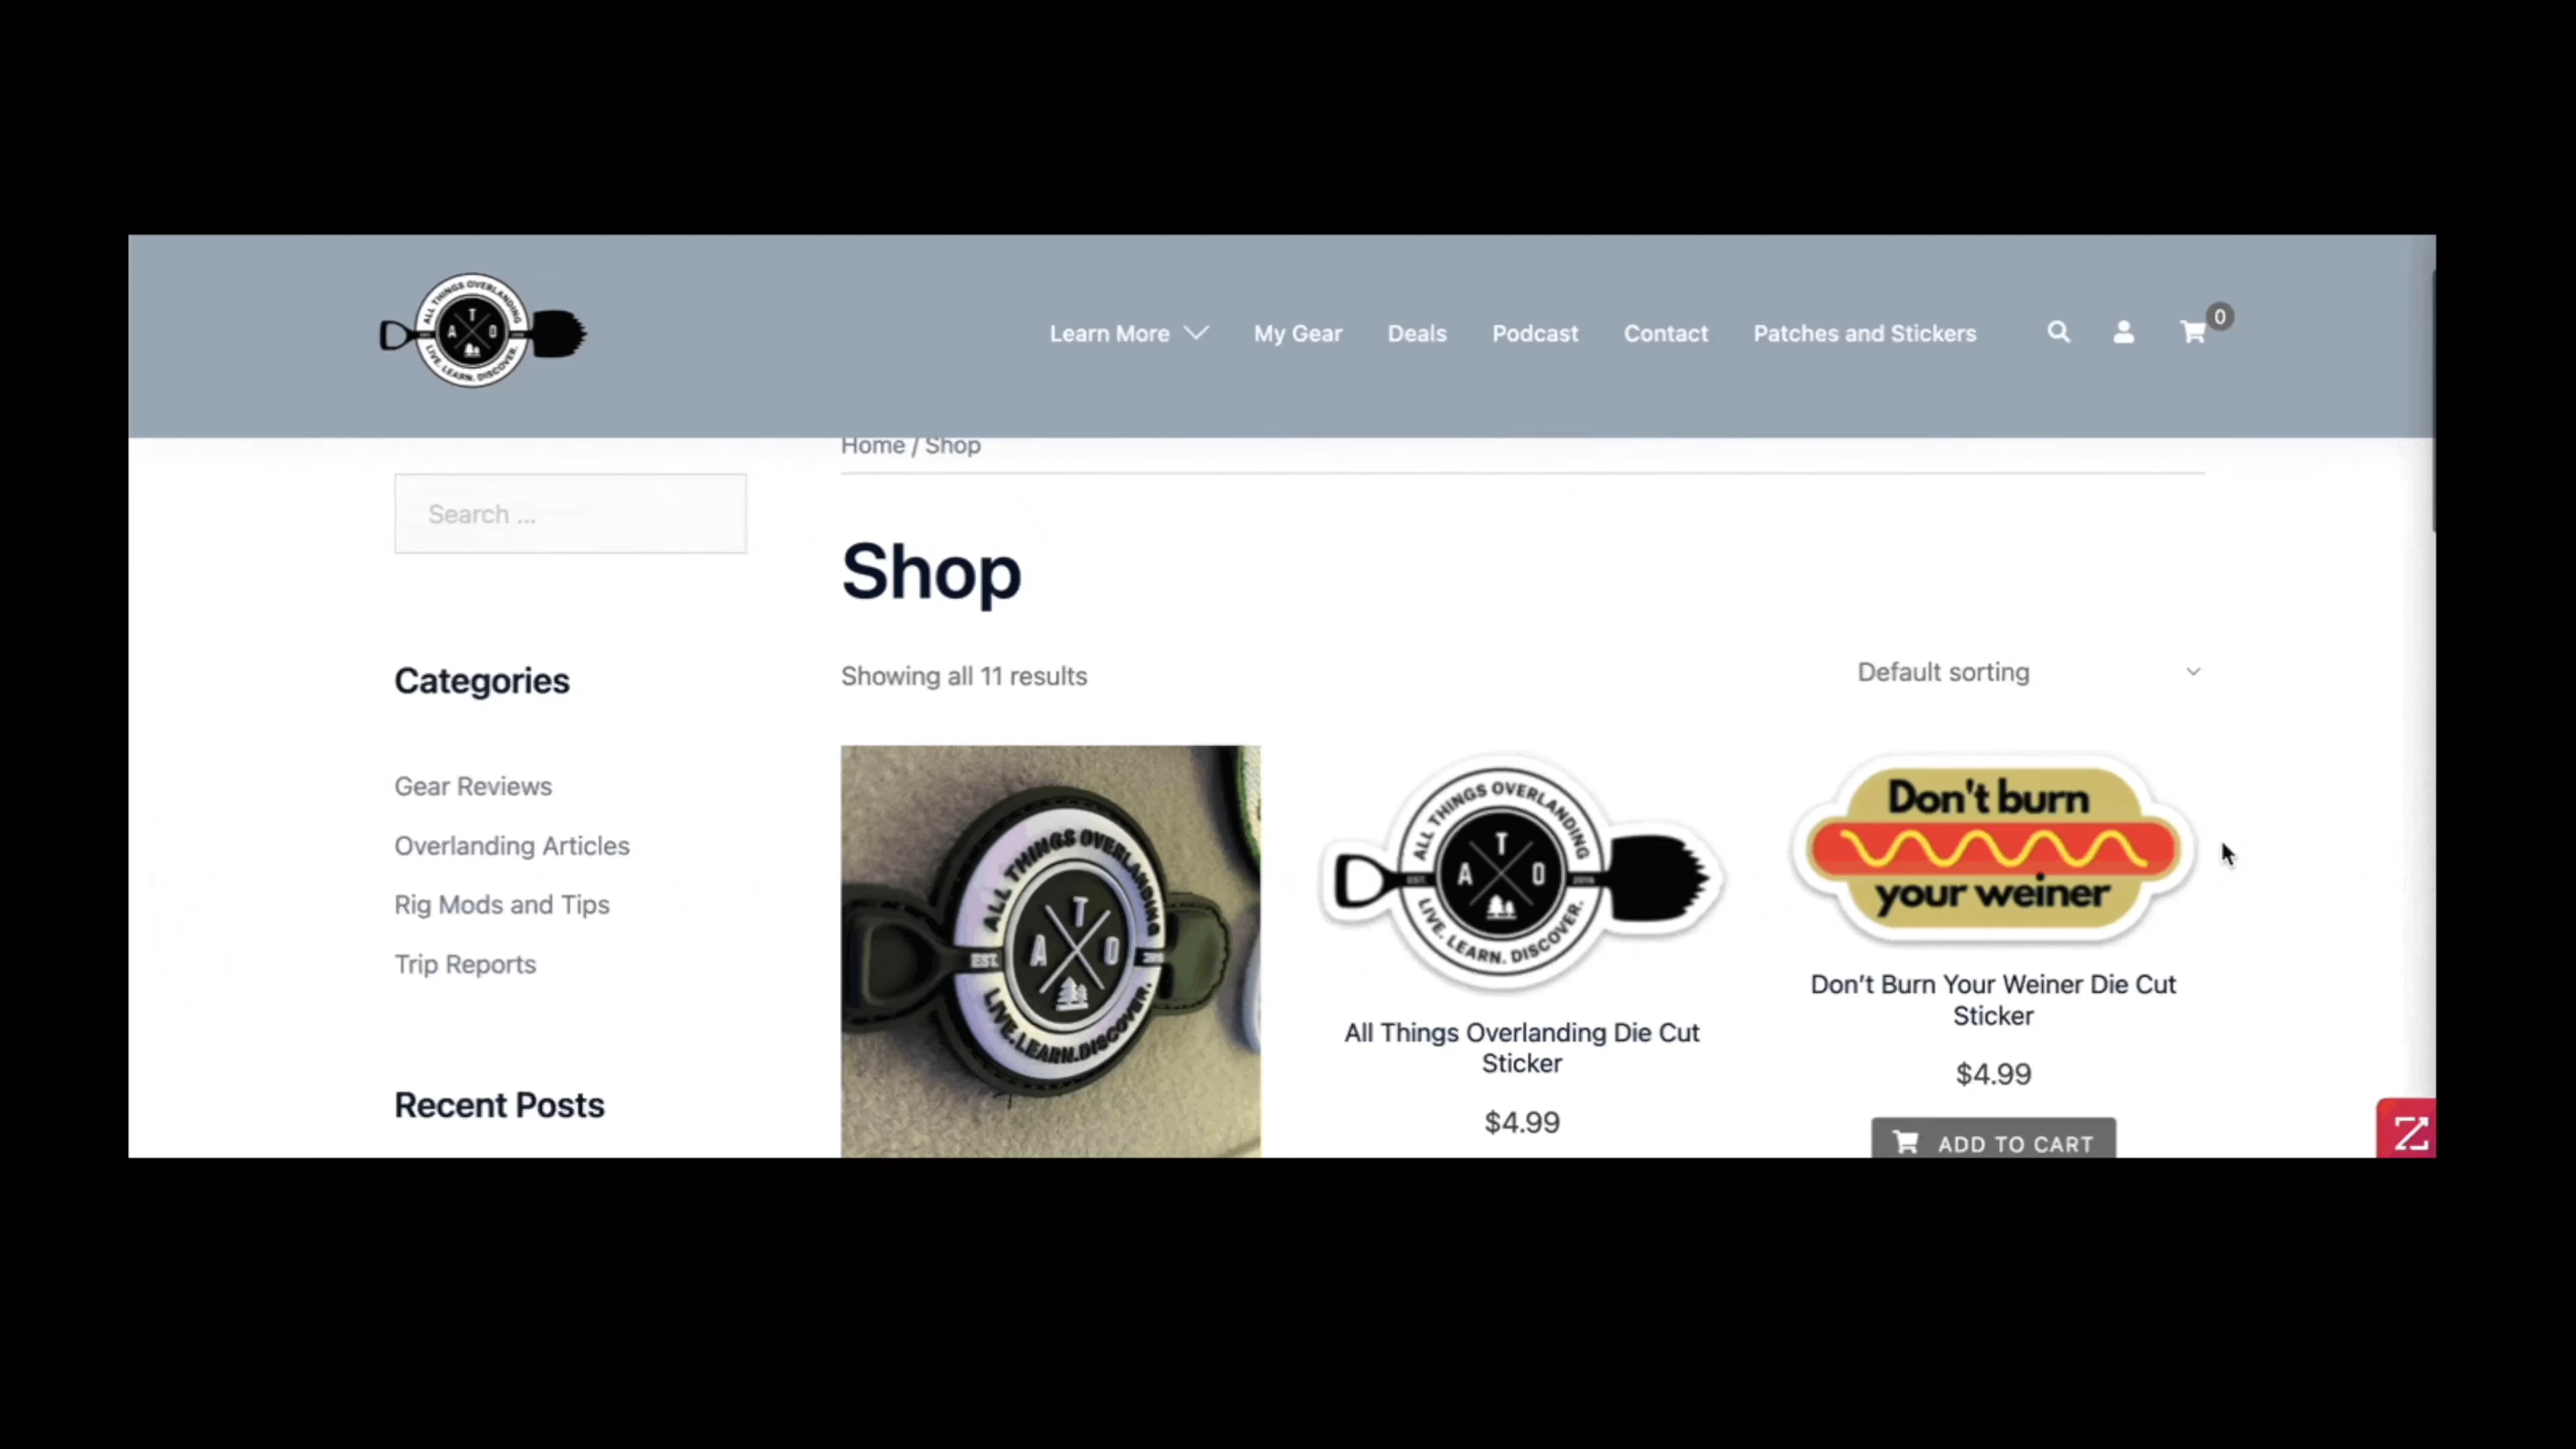 ALL THINGS OVERLANDING
T
A O
LIVE. LEARN. DISCOVER.
Learn More
My Gear
Deals
Podcast
Contact
Patches and Stickers
0
Home / Shop
Search ...
Shop
Categories
Showing all 11 results
Default sorting
Gear Reviews
Overlanding Articles
Rig Mods and Tips
Trip Reports
Recent Posts
ALL THINGS OVERLANDING
T
A O
EST.
LIVE. LEARN. DISCOVER.
ALL THINGS OVERLANDING
T
A O
EST.
LIVE. LEARN. DISCOVER.
All Things Overlanding Die Cut
Sticker
$4.99
Don't burn
your weiner
Don't Burn Your Weiner Die Cut
Sticker
$4.99
ADD TO CART